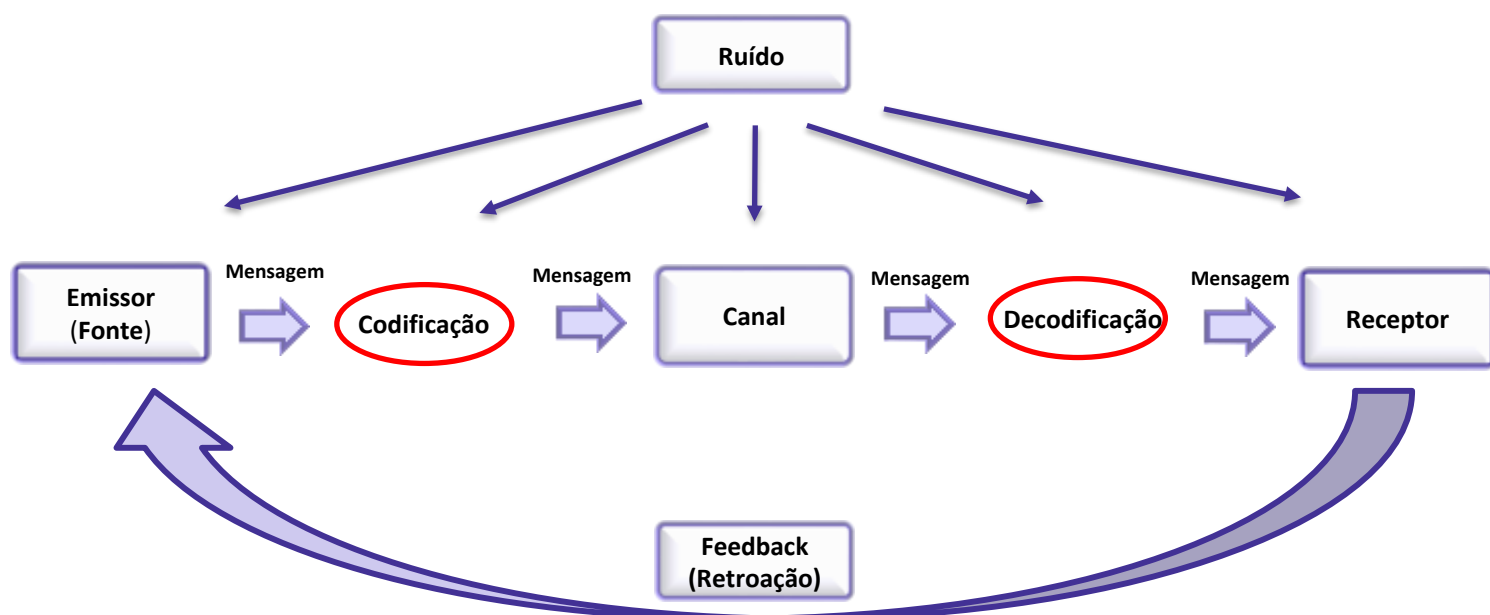 Ruído
Mensagem
Mensagem
Mensagem
Mensagem
Emissor
(Fonte)
Codificação
Canal
Decodificação
Receptor
Feedback
(Retroação)